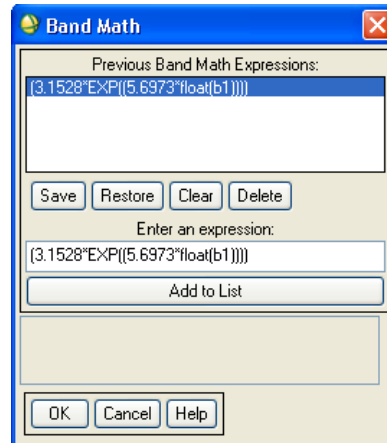 Band Math
Previous Band Math Expressions:
(3.1528*EXP((5.6973*float(b1))))
Save Restore Clear Delete
Enter an expression:
(3.1528*EXP((5.6973*float(b1))))
Add to List
OK Cancel Help